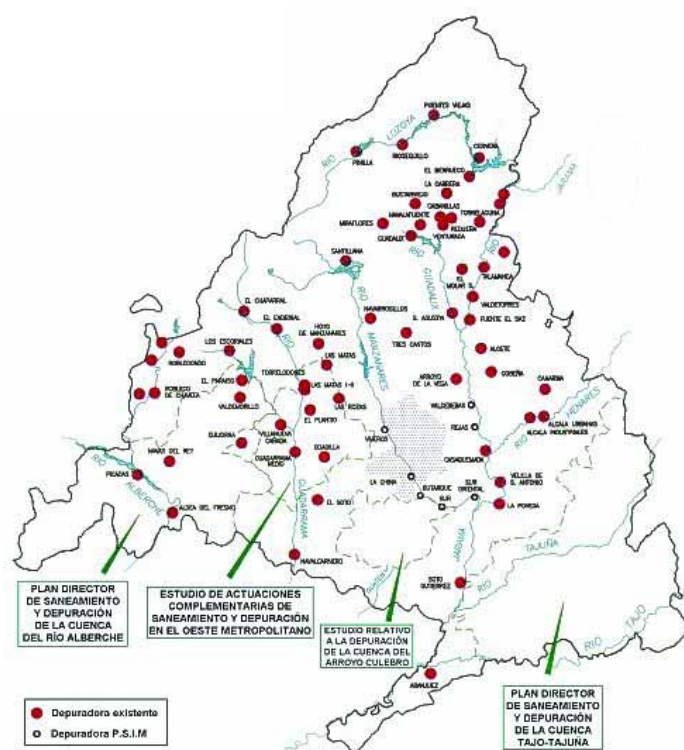 PUENTES VIEJAS
LOZOYA
RIO
RIOSEQUILLO
PINILLA
CERVERA
EL BERRUECO
JARAMA
LA CABRERA
BUSTARVIEJO
CABANILLAS
TORRELAGUNA
MIRAFLORES
REDUEÑA
VENTURADA
GUADALIX
RIO
RIO
SANTILLANA
GUADALIX
EL
MOLAR S.
TALAMANCA
VALDETORRES
EL CHAPARRAL
RIO
NAVARROSILLOS
S. AGUSTIN
FUENTE EL SAZ
EL ENDRINAL
HOYO DE
MANZANARES
TRES CANTOS
RIO
MANZANARES
LOS ESCORIALES
LAS MATAS
ALGETE
ROBLEDONDO
EL PARAISO
TORRELODONES
LAS MATAS
ARROYO
DE LA VEGA
COBEÑA
CAMARMA
ROBLEDO
DE CHAVELA
VALDEMORILLO
LAS ROZAS
EL PLANTIO
VALDEBEBAS
HENARES
RIO
VILLANUEVA
CAÑADA
REJAS
ALCALA URBANAS
ALCALA INDUSTRIALES
QUIJORNA
VIVEROS
NAVAS DEL REY
GUADARRAMA
MEDIO
BOADILLA
CASAQUEMADA
RIO
ALBERCHE
PICADAS
LA CHINA
BUTARQUE
SUR
ORIENTAL
VELILLA DE
S. ANTONIO
ALDEA DEL FRESNO
GUADARRAMA
EL SOTO
SUR
LA POVEDA
JARAMA
TAJUÑA
RIO
NAVALCARNERO
SOTO
GUTIERREZ
RIO TAJO
ARANJUEZ
PLAN DIRECTOR
DE SANEAMIENTO
Y DEPURACIÓN
DE LA CUENCA
DEL RÍO ALBERCHE
ESTUDIO DE ACTUACIONES
COMPLEMENTARIAS DE
SANEAMIENTO Y DEPURACIÓN
EN EL OESTE METROPOLITANO
ESTUDIO RELATIVO
A LA DEPURACIÓN
DE LA CUENCA DEL
ARROYO CULEBRO
PLAN DIRECTOR
DE SANEAMIENTO
Y DEPURACIÓN
DE LA CUENCA
TAJO-TAJUÑA
Depuradora existente
Depuradora P.S.I.M